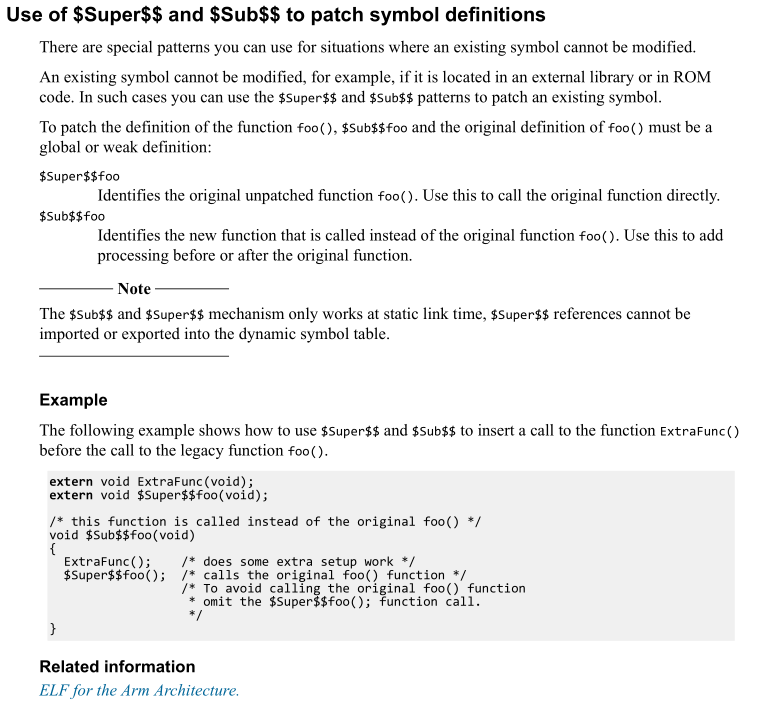 Use of $Super$$ and $Sub$$ to patch symbol definitions
There are special patterns you can use for situations where an existing symbol cannot be modified.
An existing symbol cannot be modified, for example, if it is located in an external library or in ROM
code. In such cases you can use the $Super$$ and $Sub$$ patterns to patch an existing symbol.
To patch the definition of the function foo(), $Sub$$foo and the original definition of foo() must be a
global or weak definition:
$Super$$foo
Identifies the original unpatched function foo(). Use this to call the original function directly.
$Sub$$foo
Identifies the new function that is called instead of the original function foo(). Use this to add
processing before or after the original function.
Note
The $Sub$$ and $Super$$ mechanism only works at static link time, $Super$$ references cannot be
imported or exported into the dynamic symbol table.
Example
The following example shows how to use $Super$$ and $Sub$$ to insert a call to the function ExtraFunc()
before the call to the legacy function foo().
extern void ExtraFunc(void);
extern void $Super$$foo(void);
/* this function is called instead of the original foo() */
void $Sub$$foo(void)
{
ExtraFunc();    /* does some extra setup work */
$Super$$foo();  /* calls the original foo() function */
/* To avoid calling the original foo() function
* omit the $Super$$foo(); function call.
*/
}
Related information
ELF for the Arm Architecture.